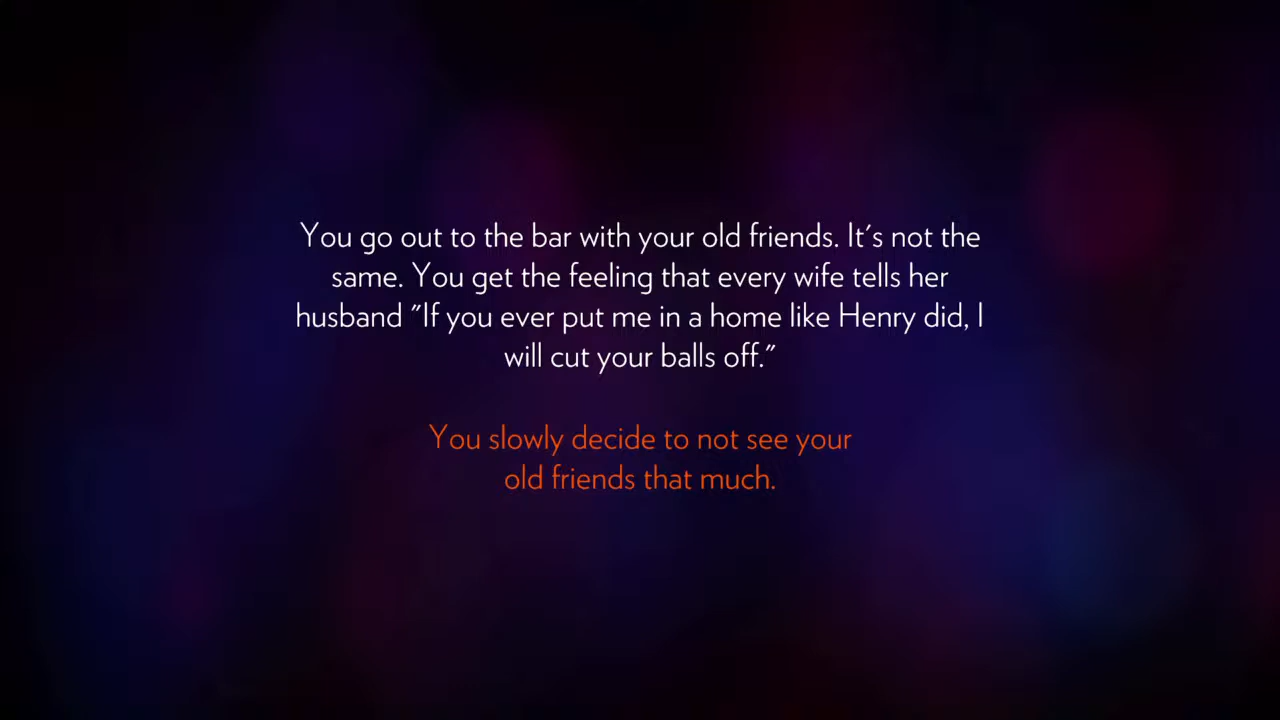 You go out to the bar with your old friends. It's not the
same. You get the feeling that every wife tells her
husband "If you ever put me in a home like Henry did, I
will cut your balls off."
You slowly decide to not see your
old friends that much.